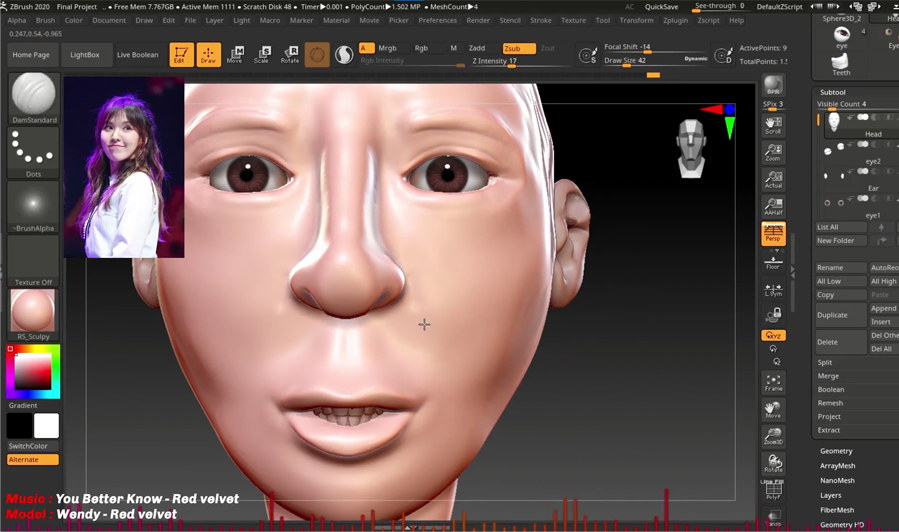 ZBrush 2020 Final Project • Free Mem 7.767GB • Active Mem 1111 • Scratch Disk 48 • Timer▶0.001 • PolyCount▶1.502 MP • MeshCount▶4 AC QuickSave See-through 0 DefaultZScript
Alpha Brush Color Document Draw Edit File Layer Light Macro Marker Material Movie Picker Preferences Render Stencil Stroke Texture Tool Transform Zplugin Zscript Help
0.247,0.54,-0.965
Sphere3D_2
4
eye
Teeth
Home Page LightBox Live Boolean Edit Draw Move Scale Rotate A Mrgb Rgb M Zadd Zsub Zcut Focal Shift -14 ActivePoints: 9
Rgb Intensity Z Intensity 17 Draw Size 42 Dynamic TotalPoints: 1.5
S D
DamStandard
Dots
~BrushAlpha
Texture Off
RS_Sculpy
Gradient
SwitchColor
Alternate
BPR
SPix 3
Scroll
Zoom
Actual
AAHalf
Persp
Floor
L.Sym
XYZ
Frame
Move
Zoom3D
Rotate
PolyF
Transp
Subtool
Visible Count 4
Head
eye2
Ear
eye1
List All
New Folder
Rename AutoReo
All Low All High
Copy Paste
Duplicate Append
Insert
Delete Del Othe
Del All
Split
Merge
Boolean
Remesh
Project
Extract
Geometry
ArrayMesh
NanoMesh
Layers
FiberMesh
Geometry HD
Music : You Better Know - Red velvet
Model : Wendy - Red velvet